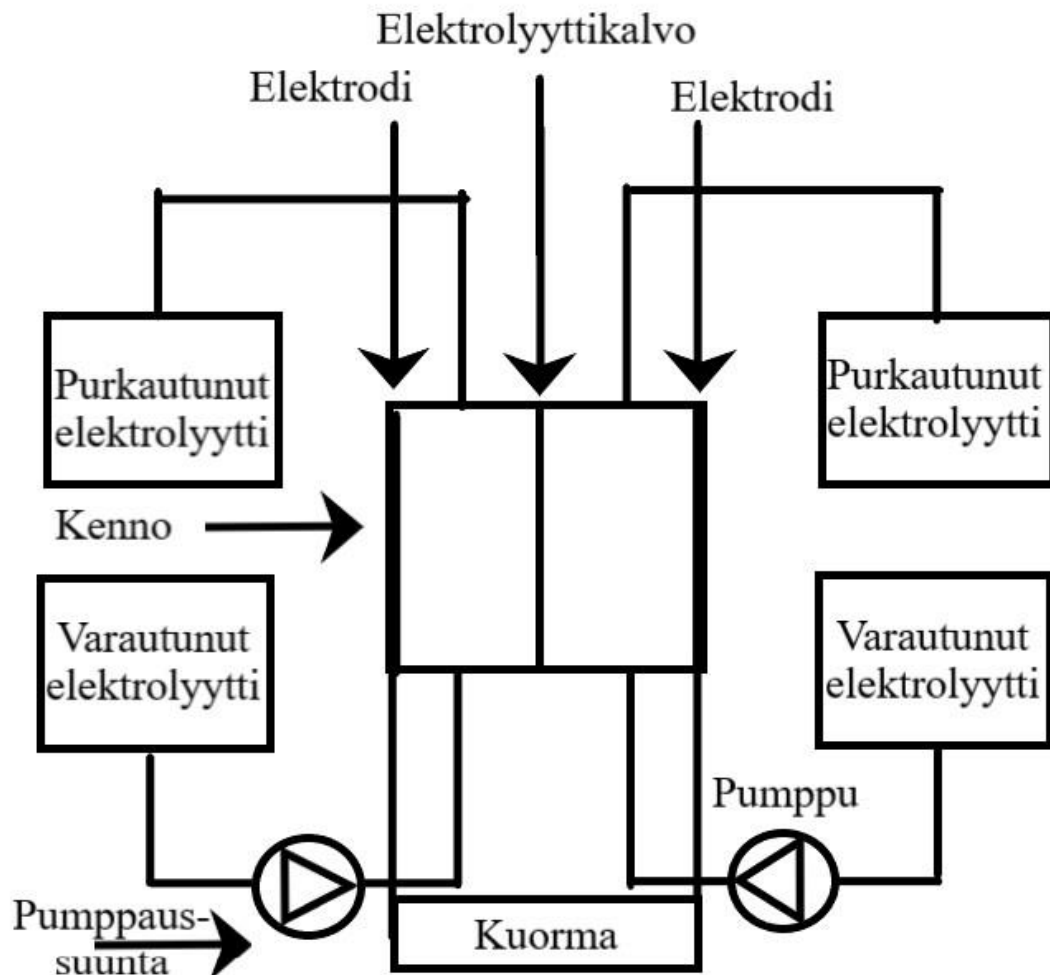 Elektrolyyttikalvo
Elektrodi
Elektrodi
Purkautunut
elektrolyytti
Purkautunut
elektrolyytti
Kenno
Varautunut
elektrolyytti
Varautunut
elektrolyytti
Pumppu
Pumppaus-
suunta
Kuorma